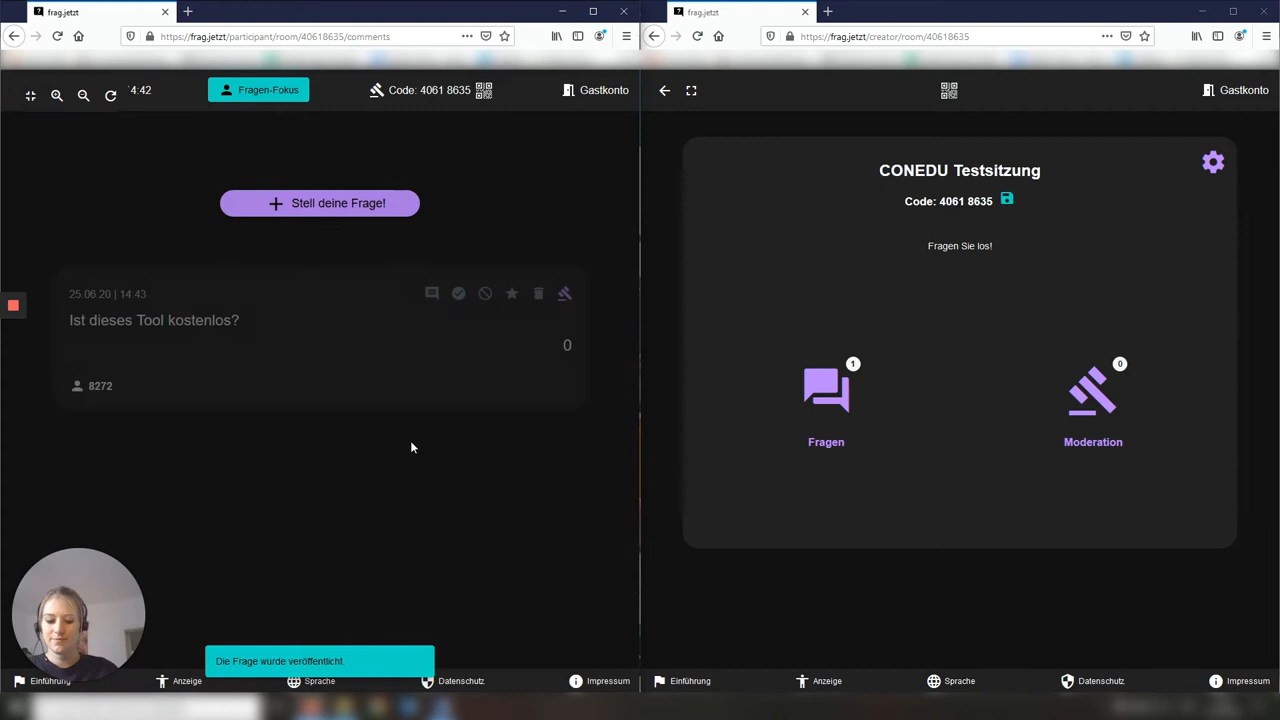 frag.jetzt
https://frag.jetzt/participant/room/40618635/comments
4:42
Fragen-Fokus
Code: 4061 8635
Gastkonto
Stell deine Frage!
25.06.20 | 14:43
Ist dieses Tool kostenlos?
0
8272
Die Frage wurde veröffentlicht.
Einführung
Anzeige
Sprache
Datenschutz
Impressum
frag.jetzt
https://frag.jetzt/creator/room/40618635
Gastkonto
CONEDU Testsitzung
Code: 4061 8635
Fragen Sie los!
1
Fragen
0
Moderation
Einführung
Anzeige
Sprache
Datenschutz
Impressum